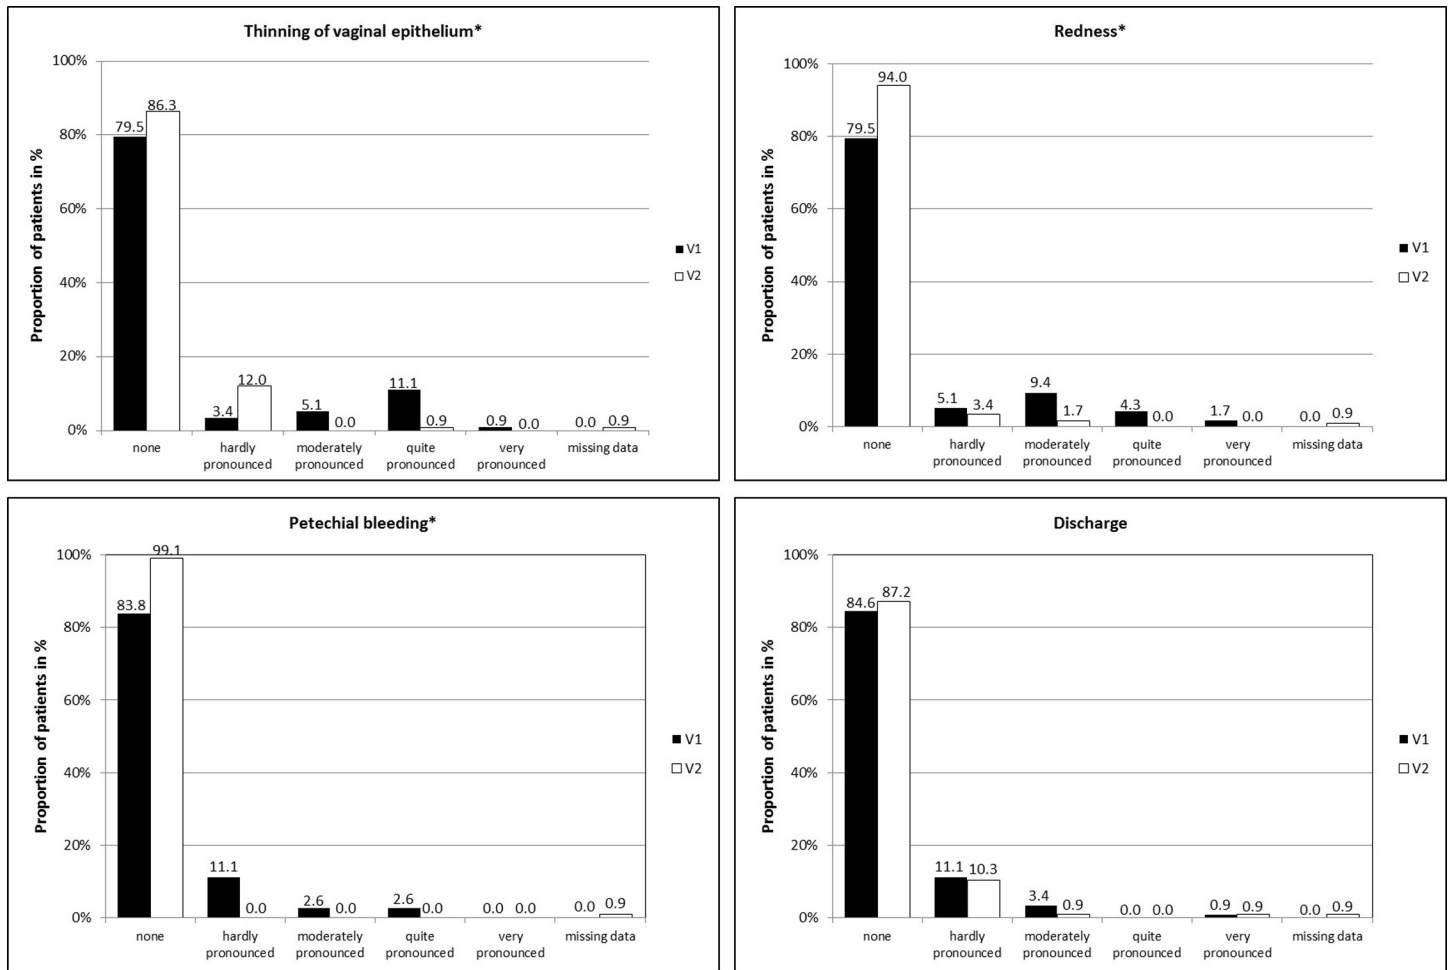 Thinning of vaginal epithelium*
Proportion of patients in %
100%
80%
60%
40%
20%
0%
79.5
86.3
3.4
12.0
5.1
0.0
11.1
0.9
0.9
0.0
0.0
0.9
none
hardly
pronounced
moderately
pronounced
quite
pronounced
very
pronounced
missing data
V1
V2
Redness*
Proportion of patients in %
100%
80%
60%
40%
20%
0%
79.5
94.0
5.1
3.4
9.4
1.7
4.3
0.0
1.7
0.0
0.0
0.9
none
hardly
pronounced
moderately
pronounced
quite
pronounced
very
pronounced
missing data
V1
V2
Petechial bleeding*
Proportion of patients in %
100%
80%
60%
40%
20%
0%
83.8
99.1
11.1
0.0
2.6
0.0
2.6
0.0
0.0
0.0
0.0
0.9
none
hardly
pronounced
moderately
pronounced
quite
pronounced
very
pronounced
missing data
V1
V2
Discharge
Proportion of patients in %
100%
80%
60%
40%
20%
0%
84.6
87.2
11.1
10.3
3.4
0.9
0.0
0.0
0.9
0.9
0.0
0.9
none
hardly
pronounced
moderately
pronounced
quite
pronounced
very
pronounced
missing data
V1
V2